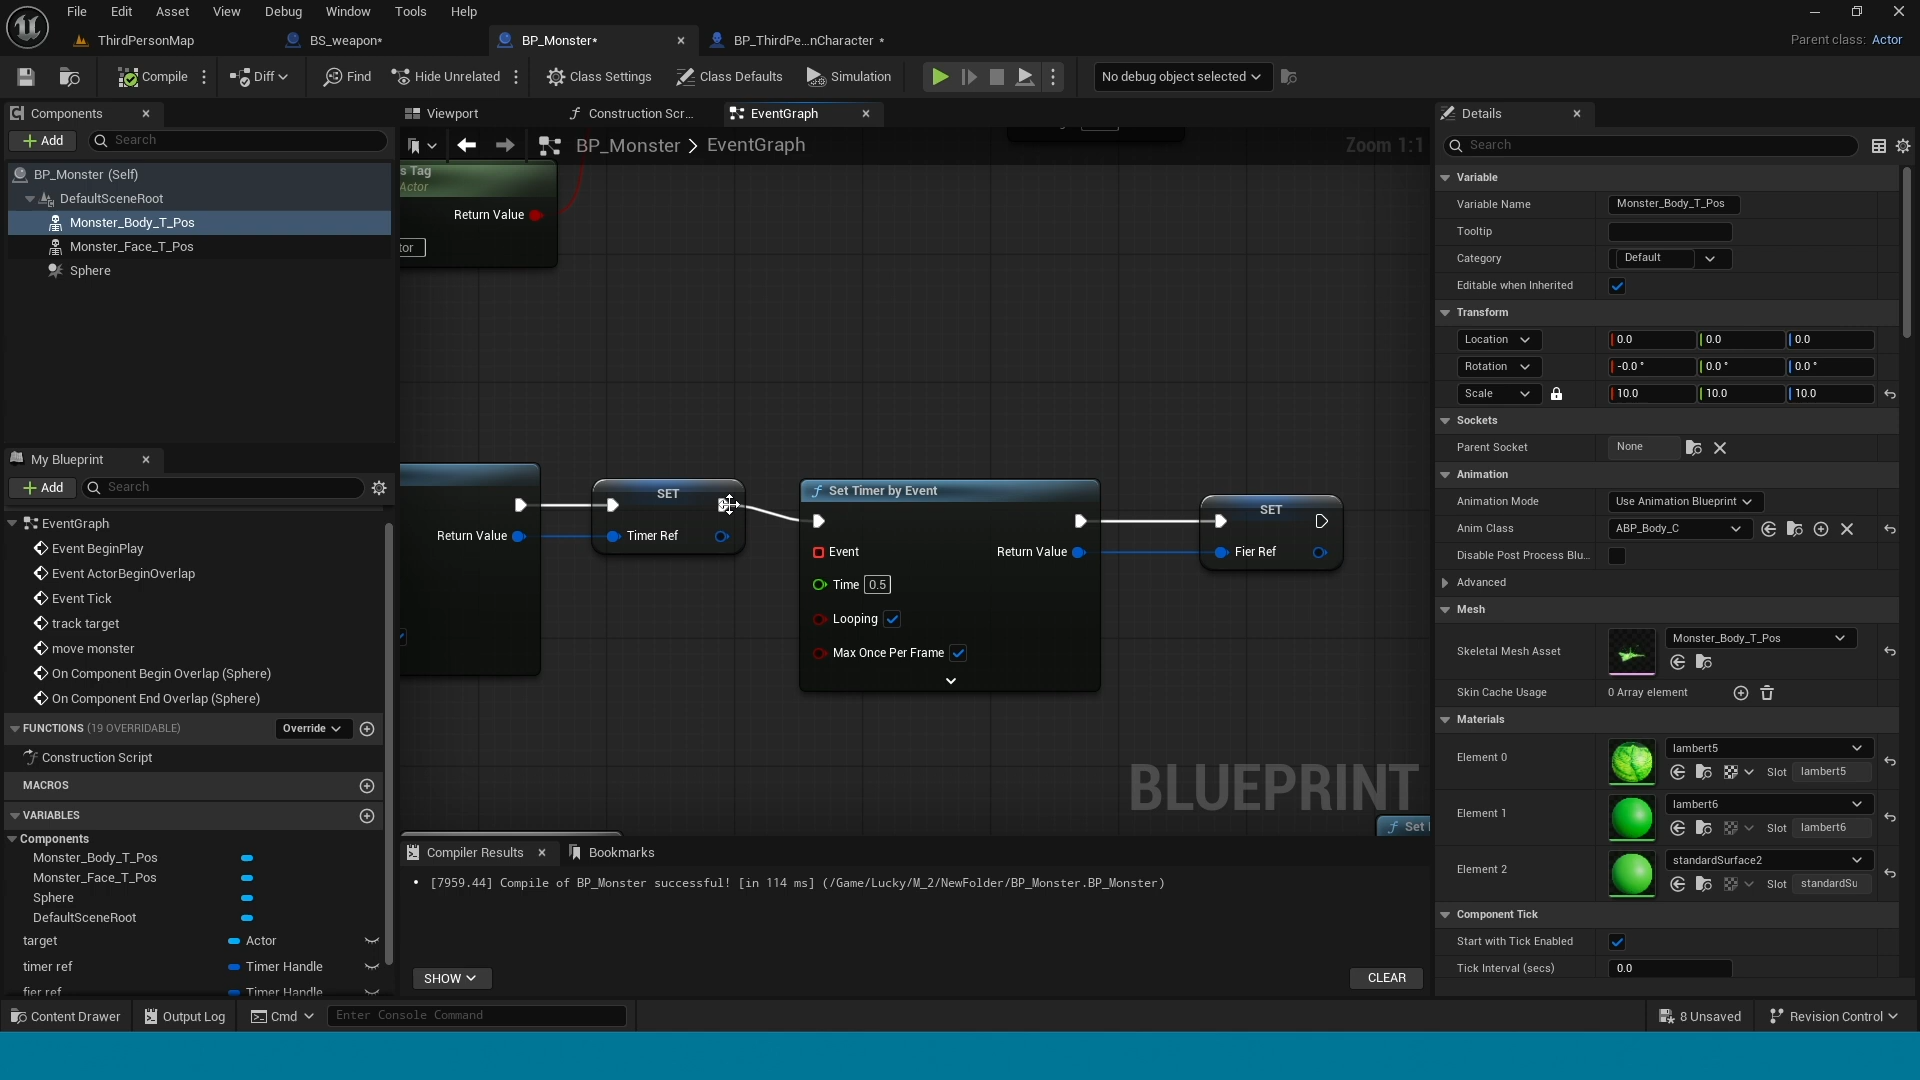 File Edit Asset View Debug Window Tools Help
ThirdPersonMap BS_weapon* BP_Monster* BP_ThirdPe...nCharacter *
Parent class: Actor
Compile Diff Find Hide Unrelated Class Settings Class Defaults Simulation No debug object selected
Components
Add Search
BP_Monster (Self)
DefaultSceneRoot
Monster_Body_T_Pos
Monster_Face_T_Pos
Sphere
My Blueprint
Add Search
EventGraph
Event BeginPlay
Event ActorBeginOverlap
Event Tick
track target
move monster
On Component Begin Overlap (Sphere)
On Component End Overlap (Sphere)
FUNCTIONS (19 OVERRIDABLE) Override
Construction Script
MACROS
VARIABLES
Components
Monster_Body_T_Pos
Monster_Face_T_Pos
Sphere
DefaultSceneRoot
target Actor
timer ref Timer Handle
fier ref Timer Handle
Viewport Construction Scr... EventGraph
BP_Monster > EventGraph Zoom 1:1
s Tag
Actor
Return Value
tor
Return Value
SET
Timer Ref
Set Timer by Event
Event Return Value
Time 0.5
Looping
Max Once Per Frame
SET
Fier Ref
BLUEPRINT
Set
Compiler Results Bookmarks
• [7959.44] Compile of BP_Monster successful! [in 114 ms] (/Game/Lucky/M_2/NewFolder/BP_Monster.BP_Monster)
SHOW CLEAR
Details
Search
Variable
Variable Name Monster_Body_T_Pos
Tooltip
Category Default
Editable when Inherited
Transform
Location 0.0 0.0 0.0
Rotation -0.0 ° 0.0 ° 0.0 °
Scale 10.0 10.0 10.0
Sockets
Parent Socket None
Animation
Animation Mode Use Animation Blueprint
Anim Class ABP_Body_C
Disable Post Process Blu...
Advanced
Mesh
Skeletal Mesh Asset Monster_Body_T_Pos
Skin Cache Usage 0 Array element
Materials
Element 0 lambert5
Slot lambert5
Element 1 lambert6
Slot lambert6
Element 2 standardSurface2
Slot standardSu
Component Tick
Start with Tick Enabled
Tick Interval (secs) 0.0
Content Drawer Output Log Cmd Enter Console Command 8 Unsaved Revision Control